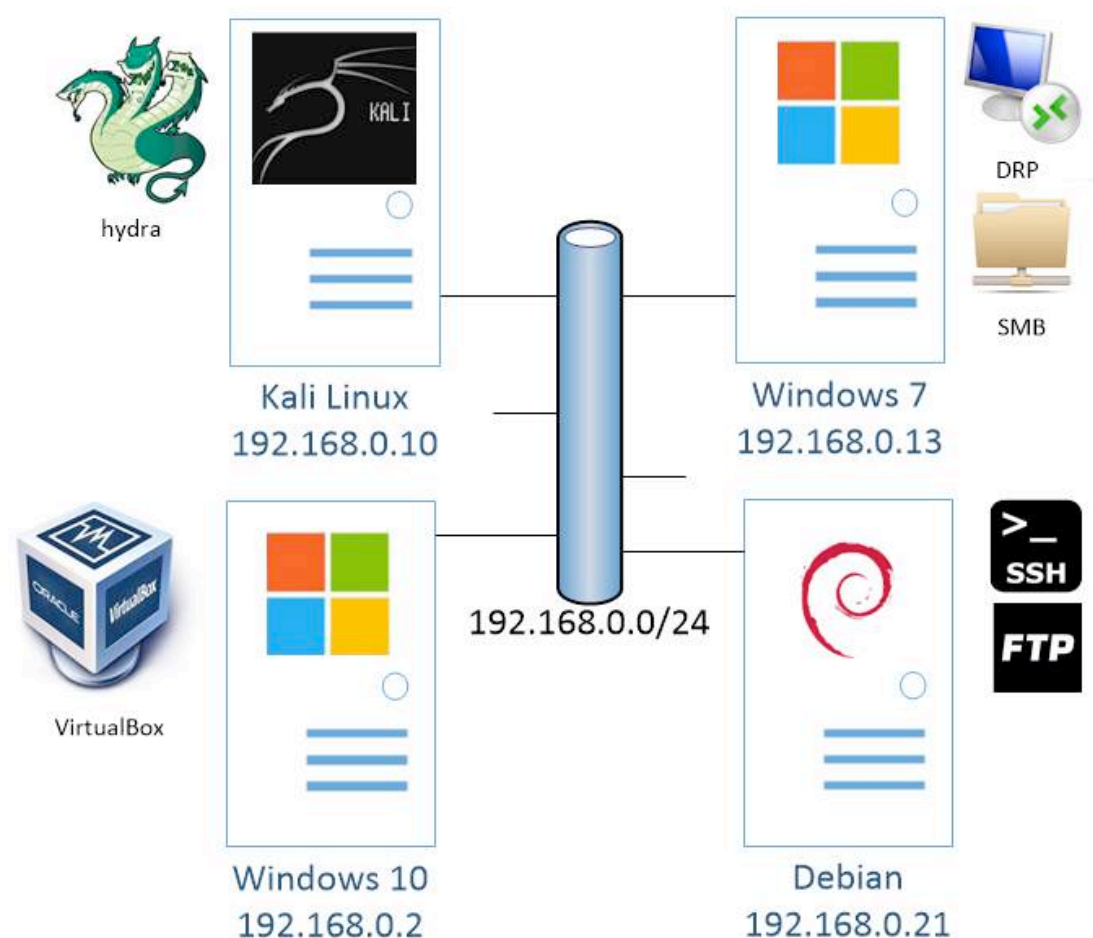 hydra
KALI
Kali Linux
192.168.0.10
DRP
SMB
Windows 7
192.168.0.13
ORACLE
VirtualBox
VirtualBox
Windows 10
192.168.0.2
192.168.0.0/24
>_
SSH
FTP
Debian
192.168.0.21